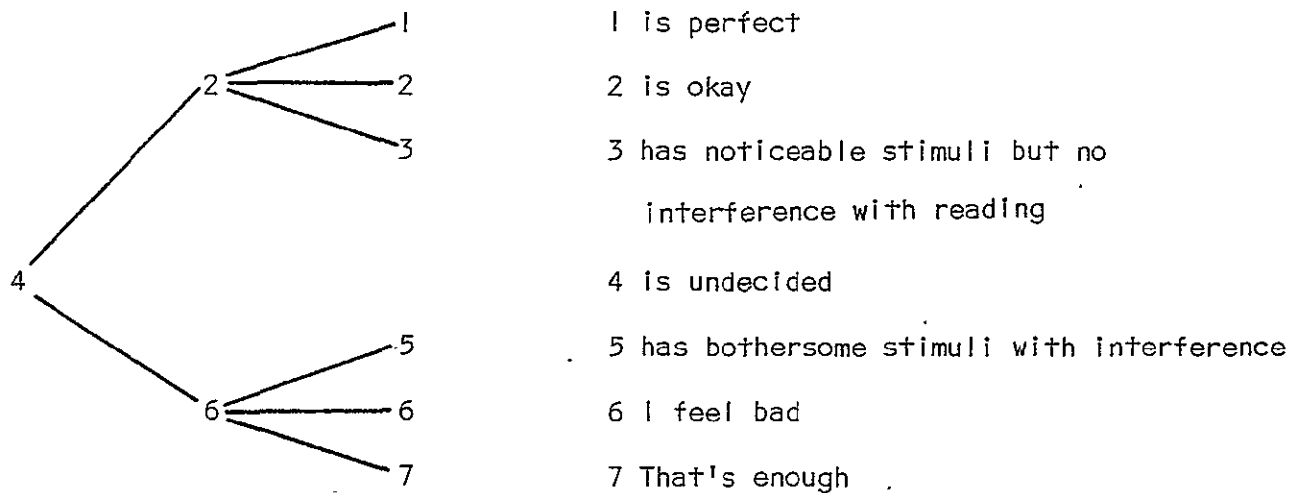 1 1 is perfect
2 2 2 is okay
3 3 has noticeable stimuli but no
interference with reading
4 4 is undecided
5 5 has bothersome stimuli with interference
6 6 6 I feel bad
7 7 That's enough